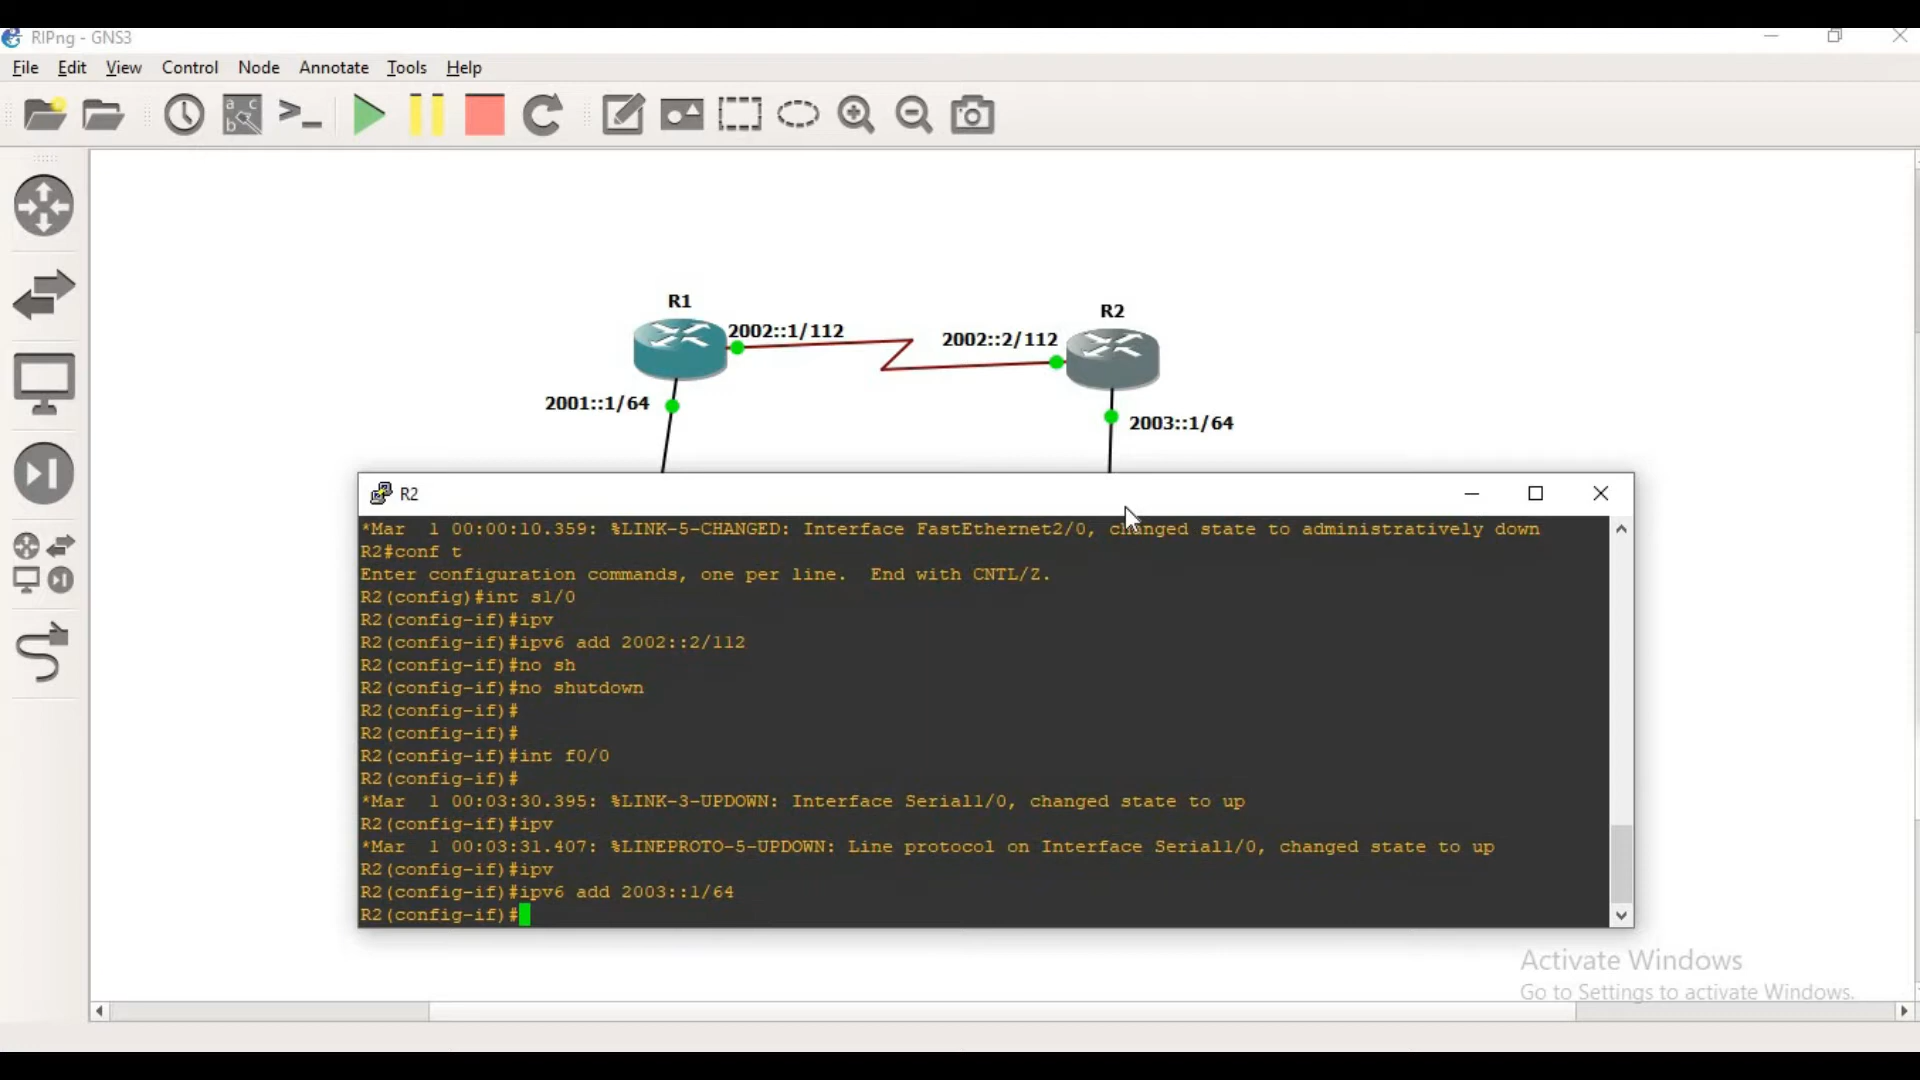 RIPng - GNS3
File Edit View Control Node Annotate Tools Help
R1
R2
2002::1/112
2002::2/112
2001::1/64
2003::1/64
R2
*Mar  1 00:00:10.359: %LINK-5-CHANGED: Interface FastEthernet2/0, changed state to administratively down
R2#conf t
Enter configuration commands, one per line.  End with CNTL/Z.
R2(config)#int s1/0
R2(config-if)#ipv
R2(config-if)#ipv6 add 2002::2/112
R2(config-if)#no sh
R2(config-if)#no shutdown
R2(config-if)#
R2(config-if)#
R2(config-if)#int f0/0
R2(config-if)#
*Mar  1 00:03:30.395: %LINK-3-UPDOWN: Interface Serial1/0, changed state to up
R2(config-if)#ipv
*Mar  1 00:03:31.407: %LINEPROTO-5-UPDOWN: Line protocol on Interface Serial1/0, changed state to up
R2(config-if)#ipv
R2(config-if)#ipv6 add 2003::1/64
R2(config-if)#
Activate Windows
Go to Settings to activate Windows.